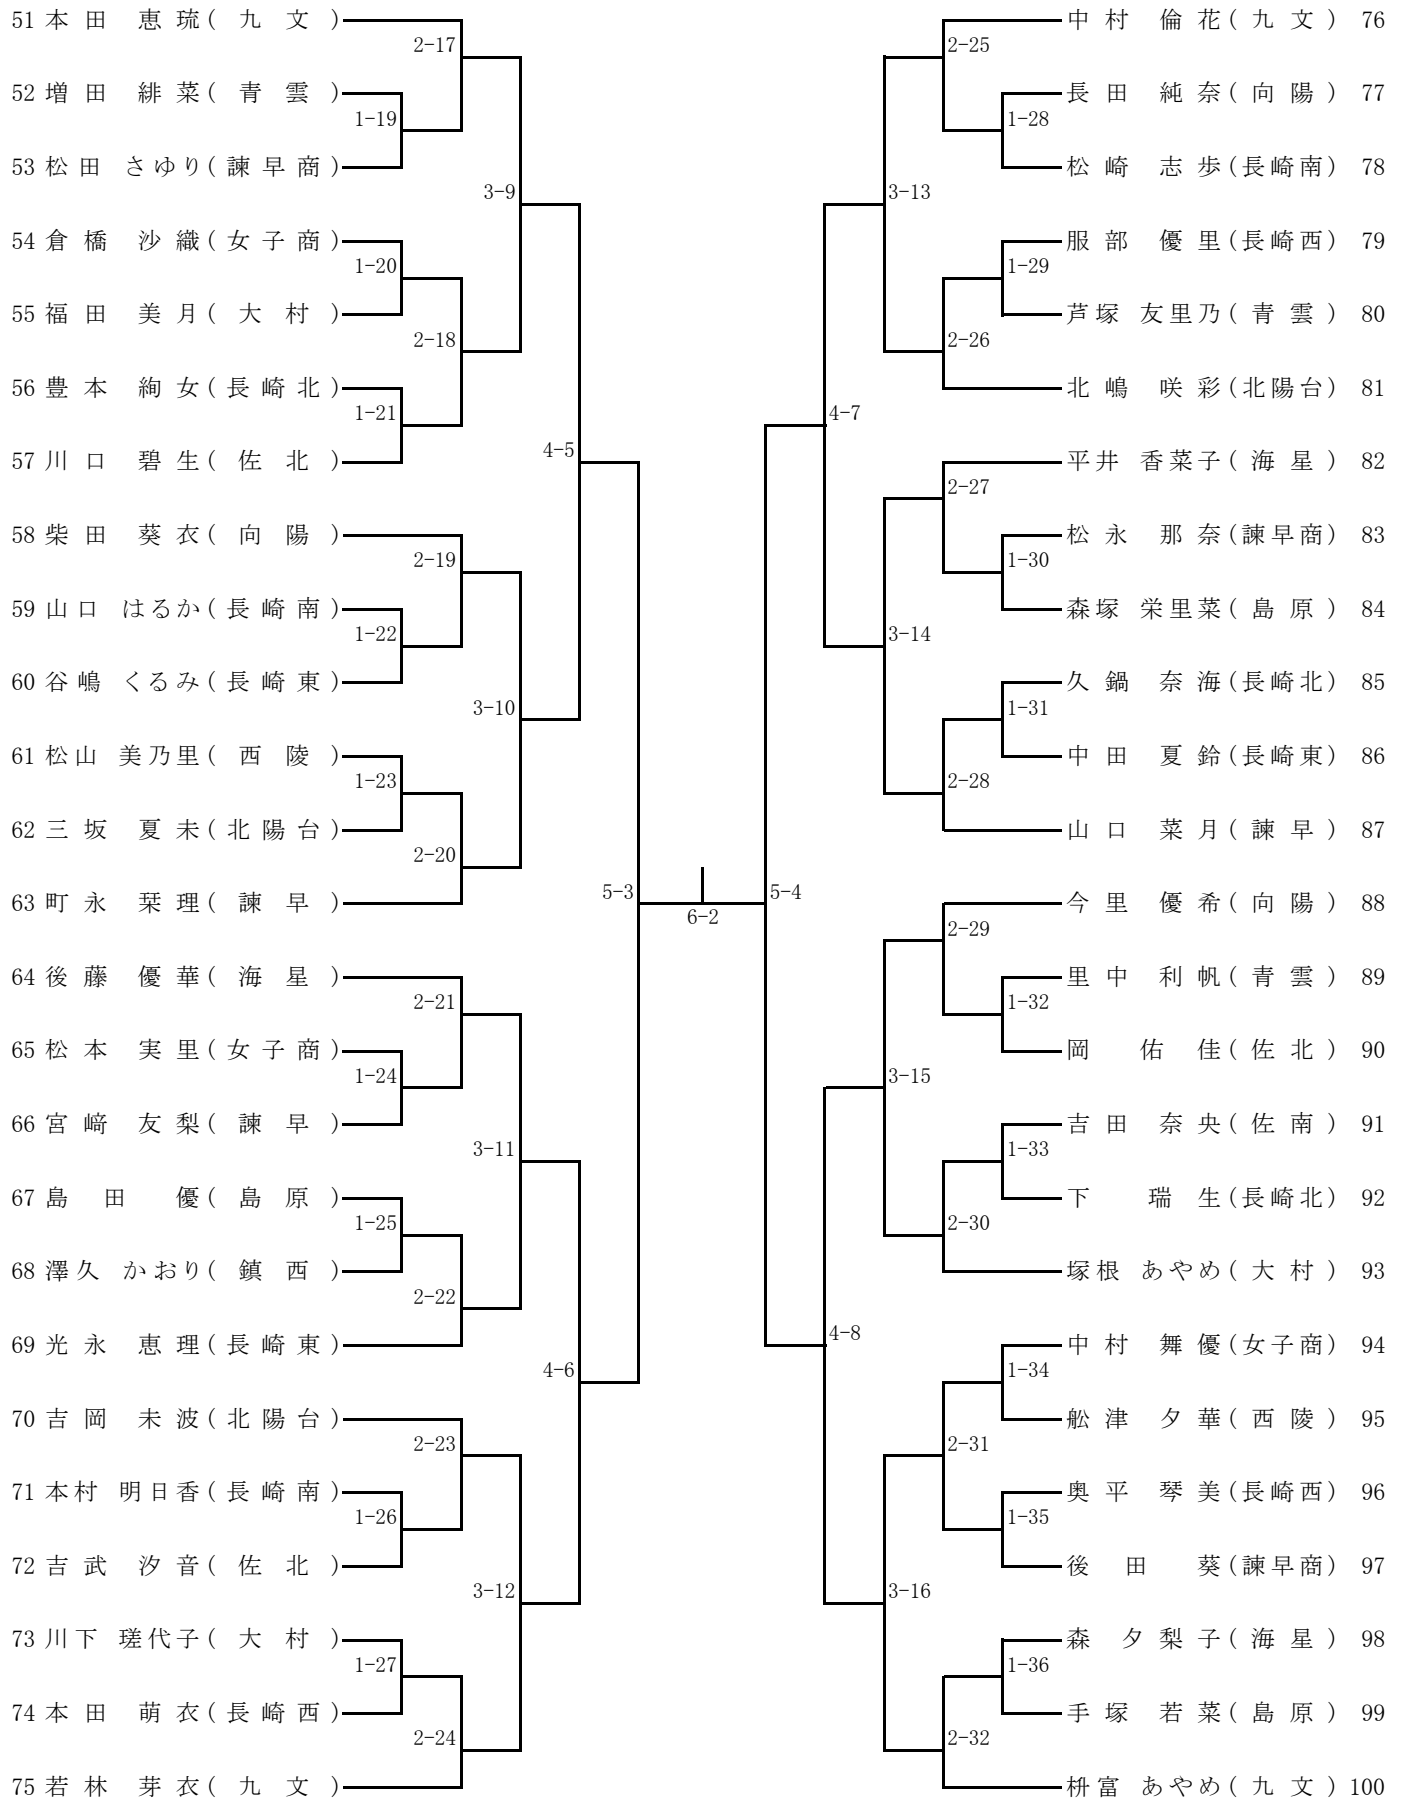 51 本田 恵琉(九文)
2-17
52 増田 緋菜(青雲)
1-19
53 松田 さゆり(諫早商)
3-9
54 倉橋 沙織(女子商)
1-20
55 福田 美月(大村)
2-18
56 豊本 絢女(長崎北)
1-21
57 川口 碧生(佐北)
4-5
58 柴田 葵衣(向陽)
2-19
59 山口 はるか(長崎南)
1-22
60 谷嶋 くるみ(長崎東)
3-10
61 松山 美乃里(西陵)
1-23
62 三坂 夏未(北陽台)
2-20
63 町永 栞理(諫早)
5-3
64 後藤 優華(海星)
2-21
65 松本 実里(女子商)
1-24
66 宮﨑 友梨(諫早)
3-11
67 島田 優(島原)
1-25
68 澤久 かおり(鎮西)
2-22
69 光永 恵理(長崎東)
4-6
70 吉岡 未波(北陽台)
2-23
71 本村 明日香(長崎南)
1-26
72 吉武 汐音(佐北)
3-12
73 川下 瑳代子(大村)
1-27
74 本田 萌衣(長崎西)
2-24
75 若林 芽衣(九文)
6-2
中村 倫花(九文) 76
2-25
長田 純奈(向陽) 77
1-28
松崎 志歩(長崎南) 78
3-13
服部 優里(長崎西) 79
1-29
芦塚 友里乃(青雲) 80
2-26
北嶋 咲彩(北陽台) 81
4-7
平井 香菜子(海星) 82
2-27
松永 那奈(諫早商) 83
1-30
森塚 栄里菜(島原) 84
3-14
久鍋 奈海(長崎北) 85
1-31
中田 夏鈴(長崎東) 86
2-28
山口 菜月(諫早) 87
5-4
今里 優希(向陽) 88
2-29
里中 利帆(青雲) 89
1-32
岡 佑佳(佐北) 90
3-15
吉田 奈央(佐南) 91
1-33
下 瑞生(長崎北) 92
2-30
塚根 あやめ(大村) 93
4-8
中村 舞優(女子商) 94
1-34
舩津 夕華(西陵) 95
2-31
奥平 琴美(長崎西) 96
1-35
後田 葵(諫早商) 97
3-16
森 夕梨子(海星) 98
1-36
手塚 若菜(島原) 99
2-32
枡富 あやめ(九文) 100